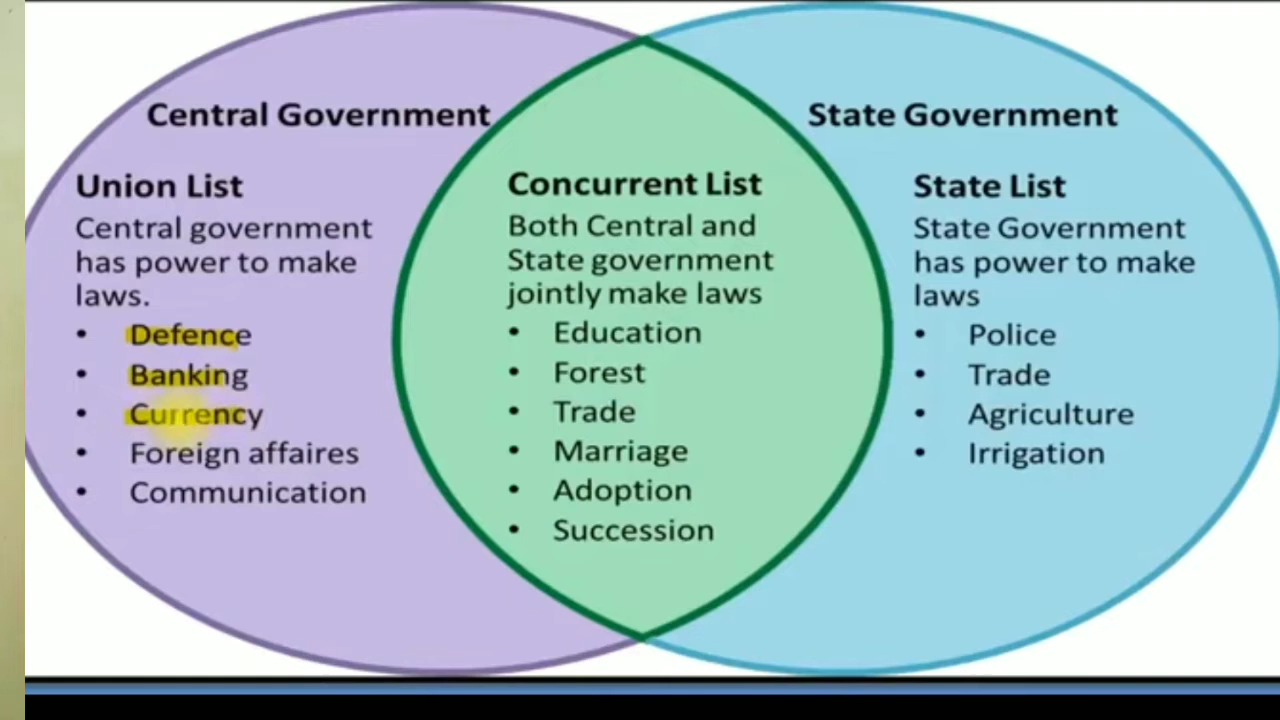 Central Government
Union List
Central government
has power to make
laws.
• Defence
• Banking
• Currency
• Foreign affaires
• Communication
Concurrent List
Both Central and
State government
jointly make laws
• Education
• Forest
• Trade
• Marriage
• Adoption
• Succession
State Government
State List
State Government
has power to make
laws
• Police
• Trade
• Agriculture
• Irrigation